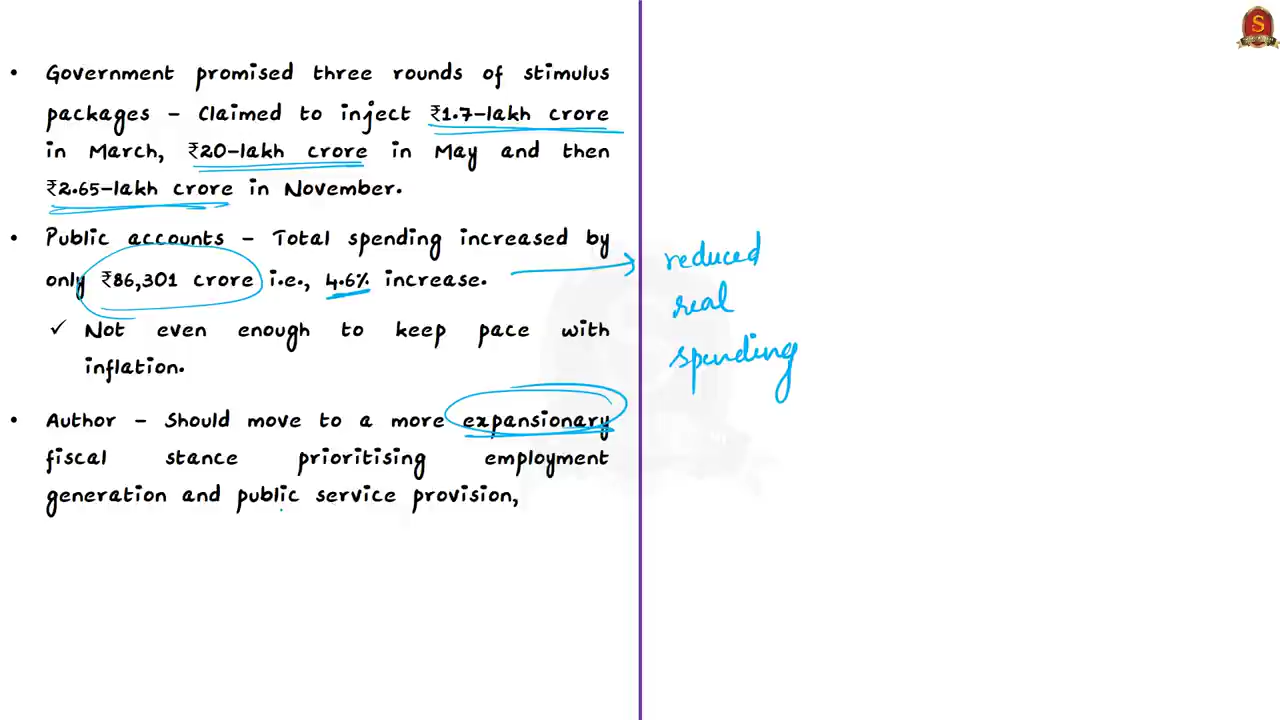 • Government promised three rounds of stimulus
packages – Claimed to inject ₹1.7-lakh crore
in March, ₹20-lakh crore in May and then
₹2.65-lakh crore in November.
• Public accounts – Total spending increased by
only ₹86,301 crore i.e., 4.6% increase.
✓ Not even enough to keep pace with
inflation.
• Author – Should move to a more expansionary
fiscal stance prioritising employment
generation and public service provision,
reduced
real
spending
S